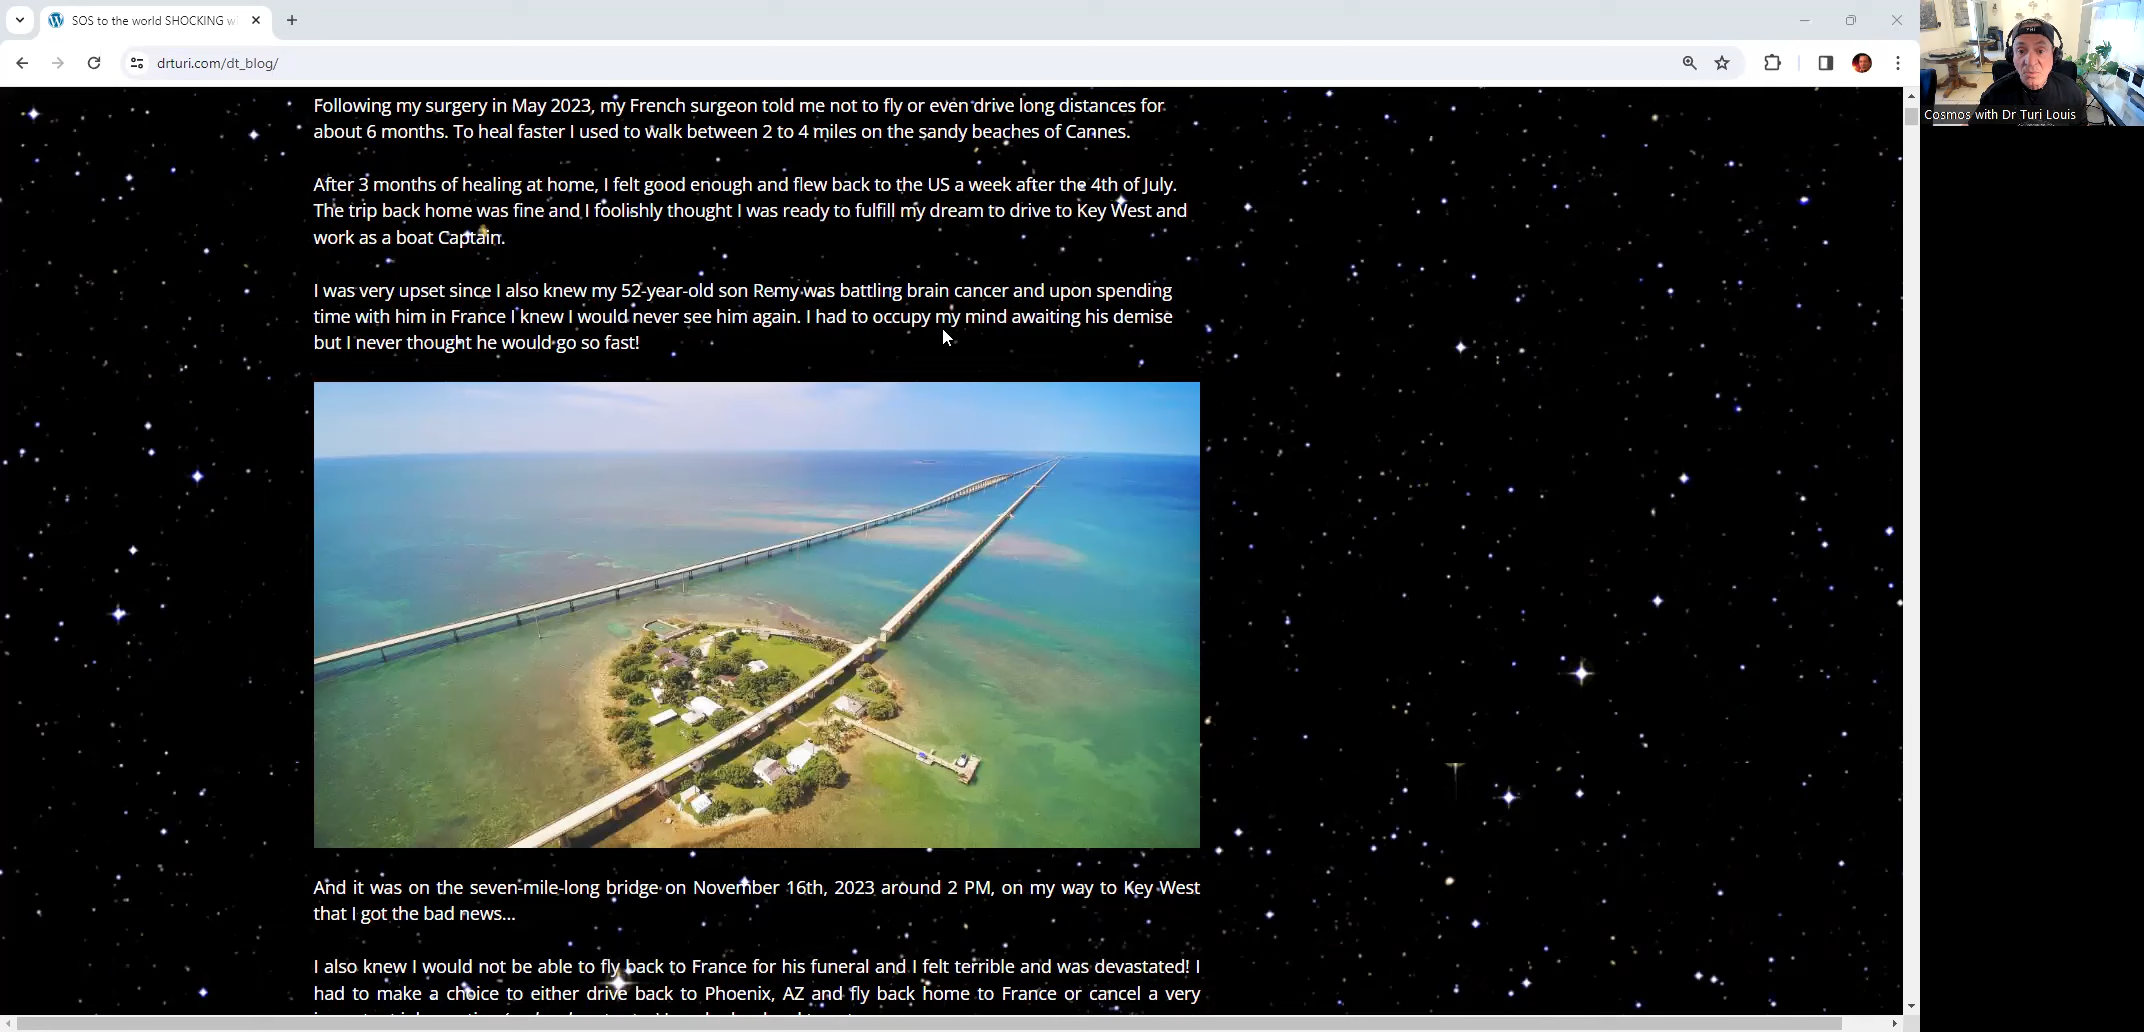 SOS to the world SHOCKING w
drturi.com/dt_blog/
Cosmos with Dr Turi Louis
Following my surgery in May 2023, my French surgeon told me not to fly or even drive long distances for
about 6 months. To heal faster I used to walk between 2 to 4 miles on the sandy beaches of Cannes.
After 3 months of healing at home, I felt good enough and flew back to the US a week after the 4th of July.
The trip back home was fine and I foolishly thought I was ready to fulfill my dream to drive to Key West and
work as a boat Captain.
I was very upset since I also knew my 52-year-old son Remy was battling brain cancer and upon spending
time with him in France I knew I would never see him again. I had to occupy my mind awaiting his demise
but I never thought he would go so fast!
And it was on the seven-mile-long bridge on November 16th, 2023 around 2 PM, on my way to Key West
that I got the bad news...
I also knew I would not be able to fly back to France for his funeral and I felt terrible and was devastated! I
had to make a choice to either drive back to Phoenix, AZ and fly back home to France or cancel a very